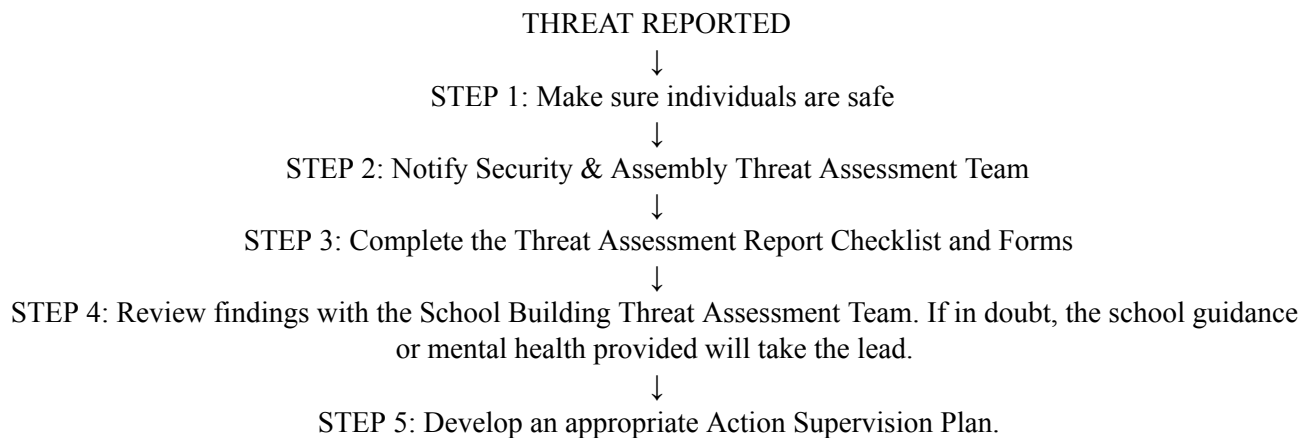 THREAT REPORTED
↓
STEP 1: Make sure individuals are safe
↓
STEP 2: Notify Security & Assembly Threat Assessment Team
↓
STEP 3: Complete the Threat Assessment Report Checklist and Forms
↓
STEP 4: Review findings with the School Building Threat Assessment Team. If in doubt, the school guidance
or mental health provided will take the lead.
↓
STEP 5: Develop an appropriate Action Supervision Plan.